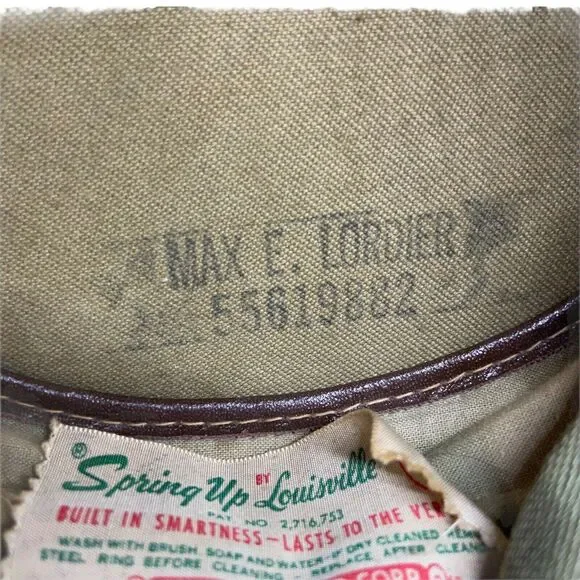 MAX E. LORDIER
55619882
® Spring Up BY Louisville
PAT. NO 2,716,753
BUILT IN SMARTNESS—LASTS TO THE VER
WASH WITH BRUSH, SOAP AND WATER—IF DRY CLEANED REM
STEEL RING BEFORE CLEANING - REPLACE AFTER CLEANING